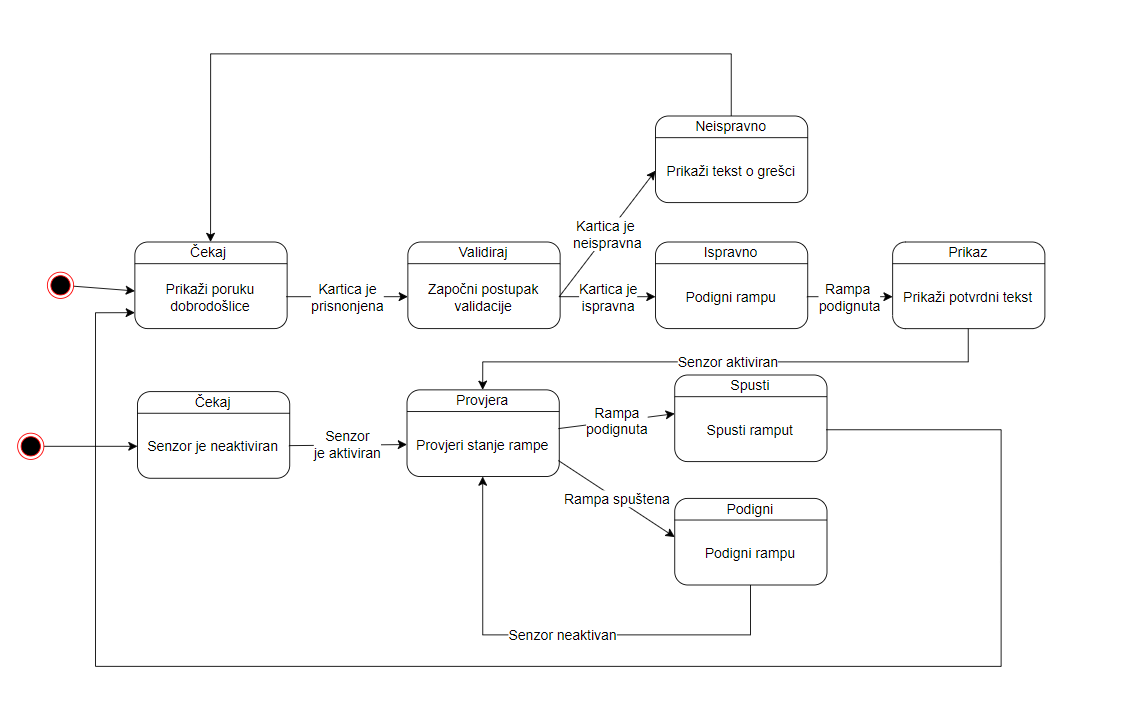 Neispravno
Prikaži tekst o grešci
Kartica je
neispravna
Čekaj
Prikaži poruku
dobrodošlice
Kartica je
prisnonjena
Validiraj
Započni postupak
validacije
Kartica je
ispravna
Ispravno
Podigni rampu
Rampa
podignuta
Prikaz
Prikaži potvrdni tekst
Senzor aktiviran
Čekaj
Senzor je neaktiviran
Senzor
je aktiviran
Provjera
Provjeri stanje rampe
Rampa
podignuta
Spusti
Spusti ramput
Rampa spuštena
Podigni
Podigni rampu
Senzor neaktivan